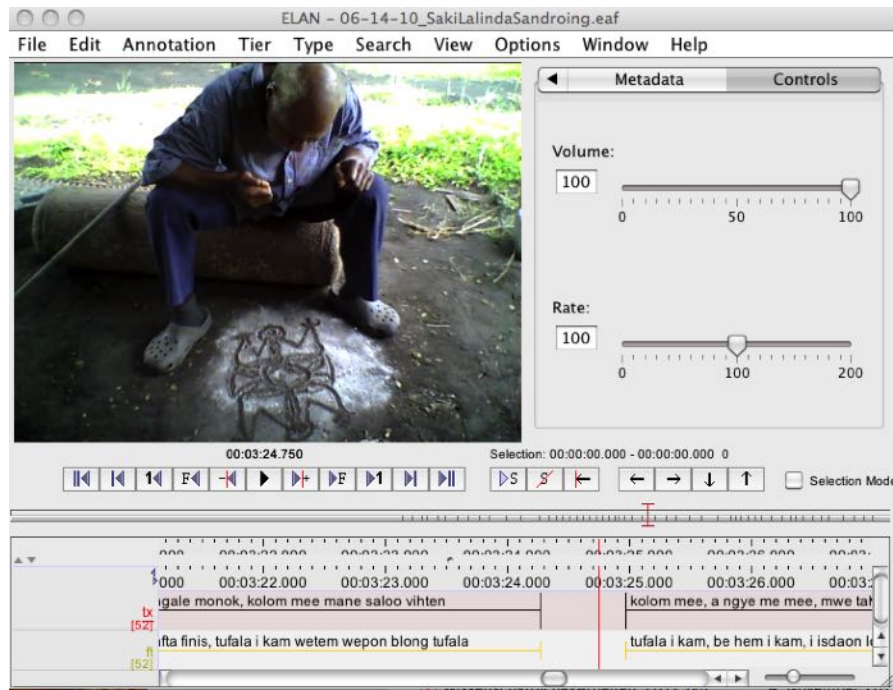 ELAN – 06-14-10_SakiLalindaSandroing.eaf
File Edit Annotation Tier Type Search View Options Window Help
Metadata Controls
Volume:
100
0 50 100
Rate:
100
0 100 200
00:03:24.750 Selection: 00:00:00.000 - 00:00:00.000 0
1 F F 1 S S Selection Mode
00:03:22.000 00:03:23.000 00:03:24.000 00:03:25.000 00:03:26.000
tx monok, kolom mee mane saloo vihten kolom mee, a ngye me mee, mwe
[52]
ft finis, tufala i kam wetem wepon blong tufala tufala i kam, be hem i kam, i isdaon
[52]